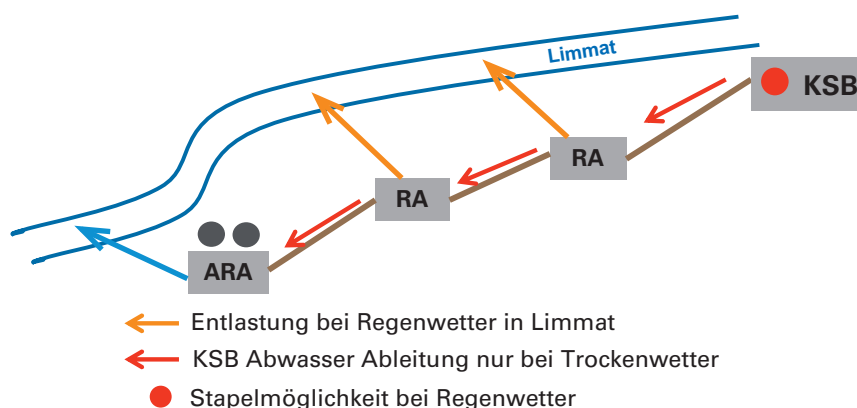 Limmat
KSB
RA
RA
ARA
Entlastung bei Regenwetter in Limmat
KSB Abwasser Ableitung nur bei Trockenwetter
Stapelmöglichkeit bei Regenwetter